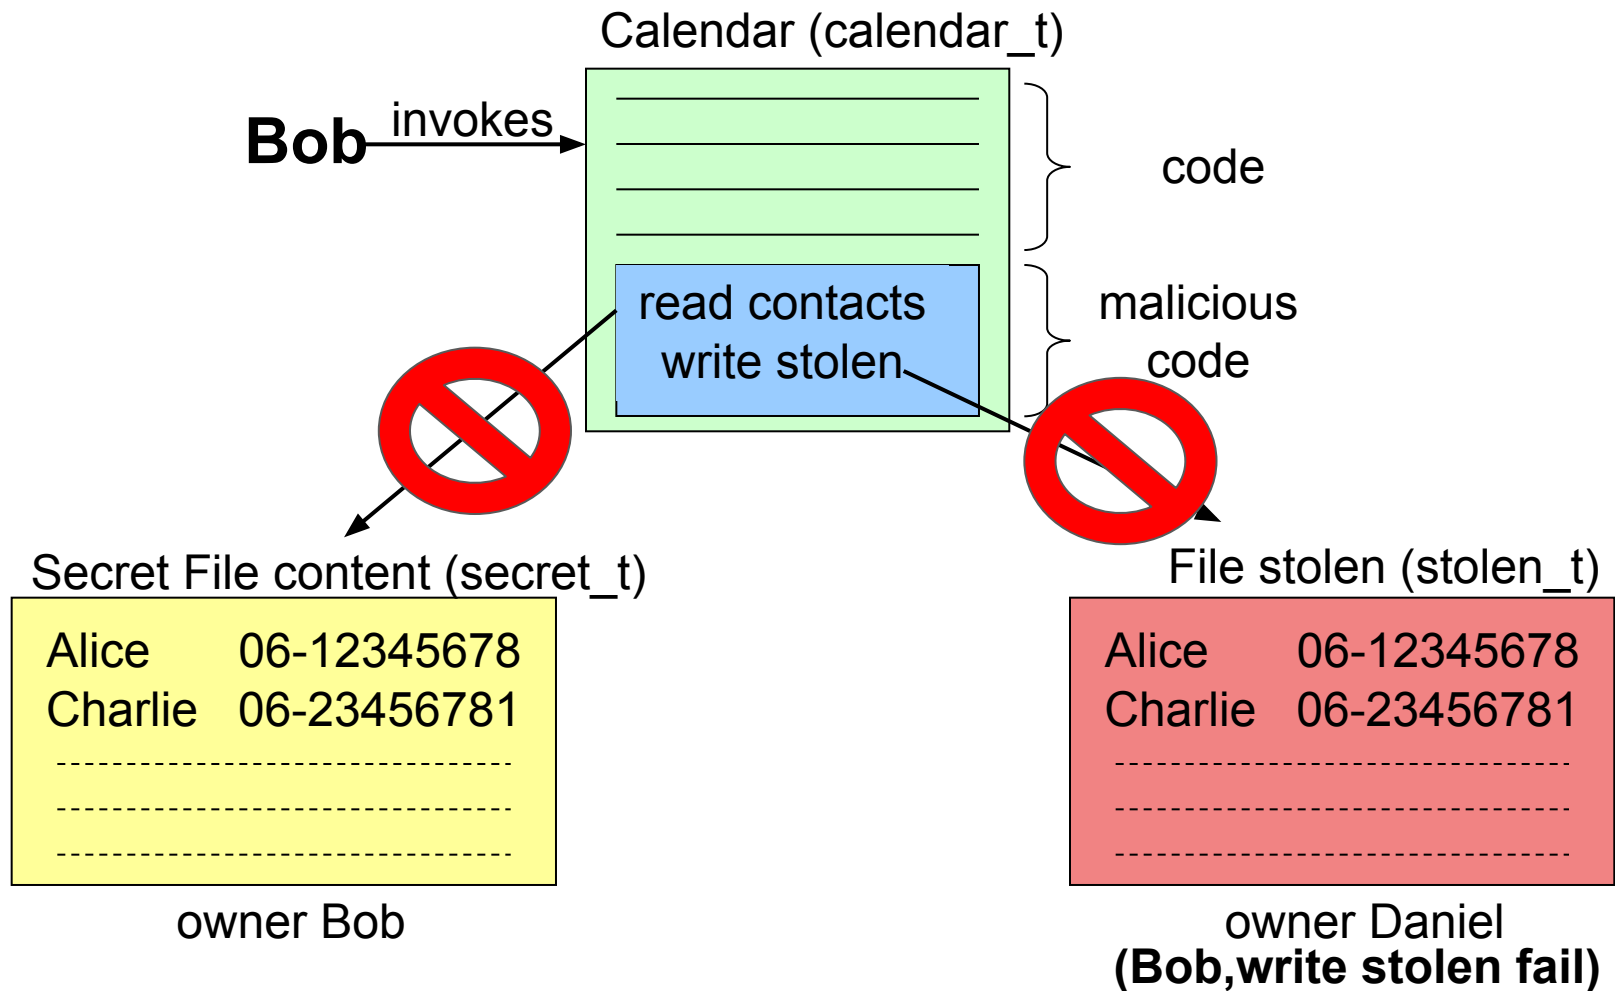 Calendar (calendar_t)
Bob
invokes
code
read contacts
write stolen
malicious
code
Secret File content (secret_t)
Alice 06-12345678
Charlie 06-23456781
owner Bob
File stolen (stolen_t)
Alice 06-12345678
Charlie 06-23456781
owner Daniel
(Bob,write stolen fail)